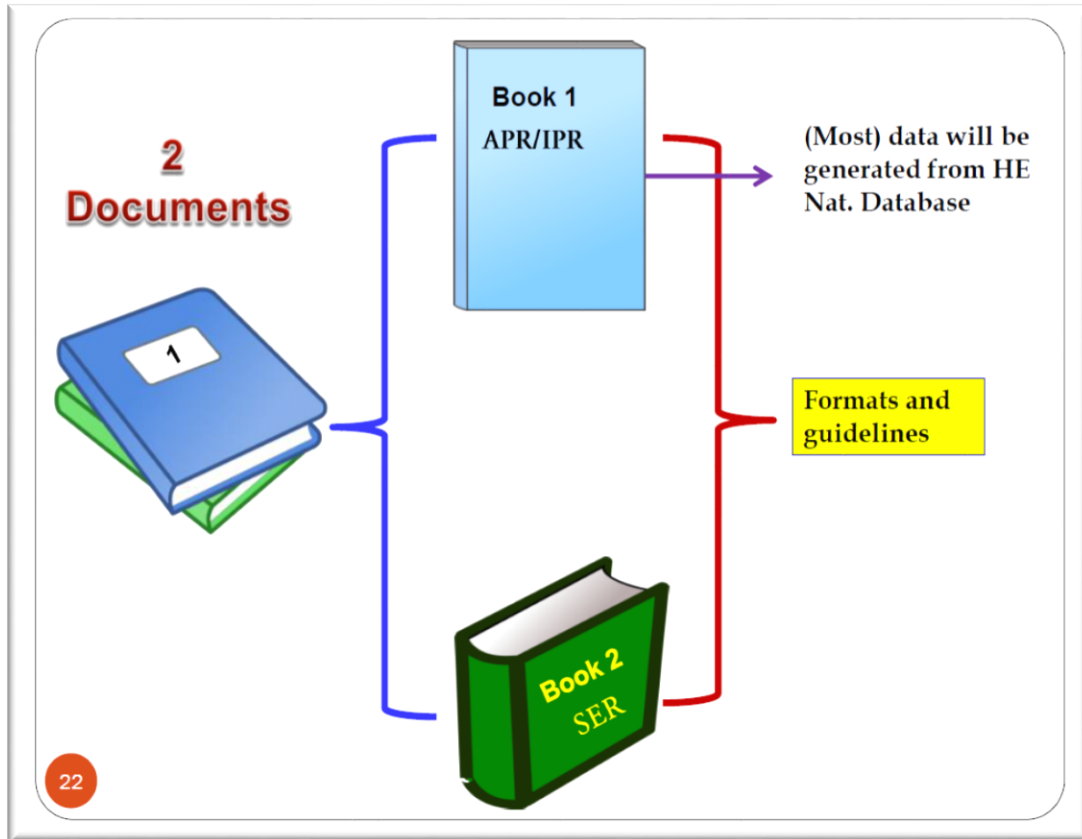 2
Documents
1
Book 1
APR/IPR
(Most) data will be
generated from HE
Nat. Database
Formats and
guidelines
Book 2
SER
22